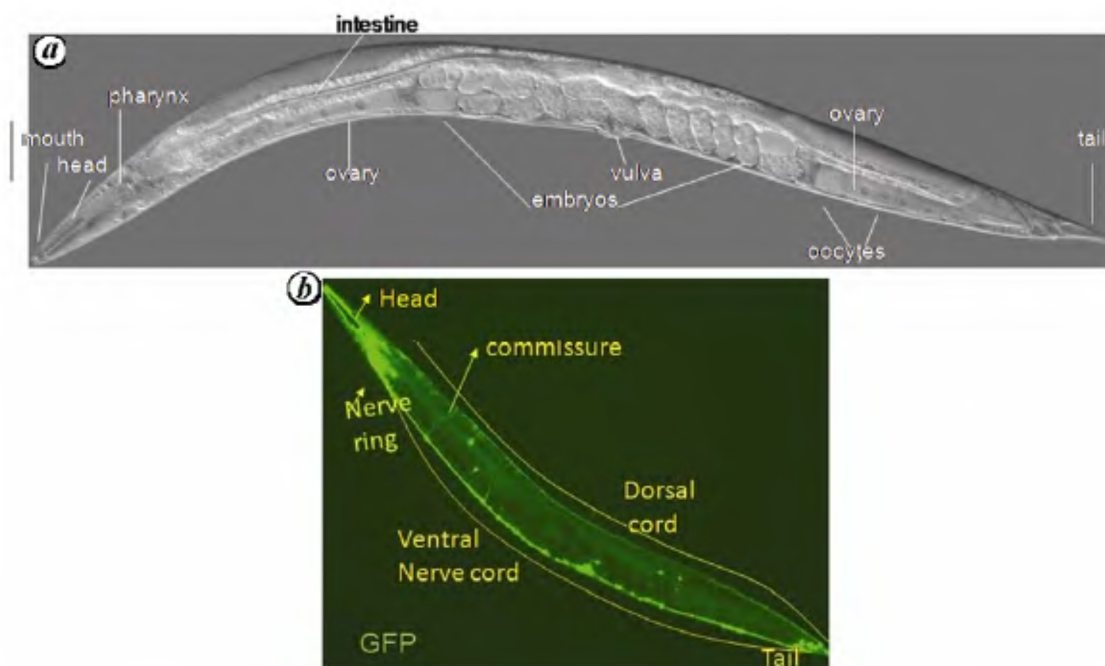 a
intestine
pharynx
mouth
head
ovary
ovary
vulva
embryos
oocytes
tail
b
Head
commissure
Nerve
ring
Dorsal
cord
Ventral
Nerve cord
GFP
Tail